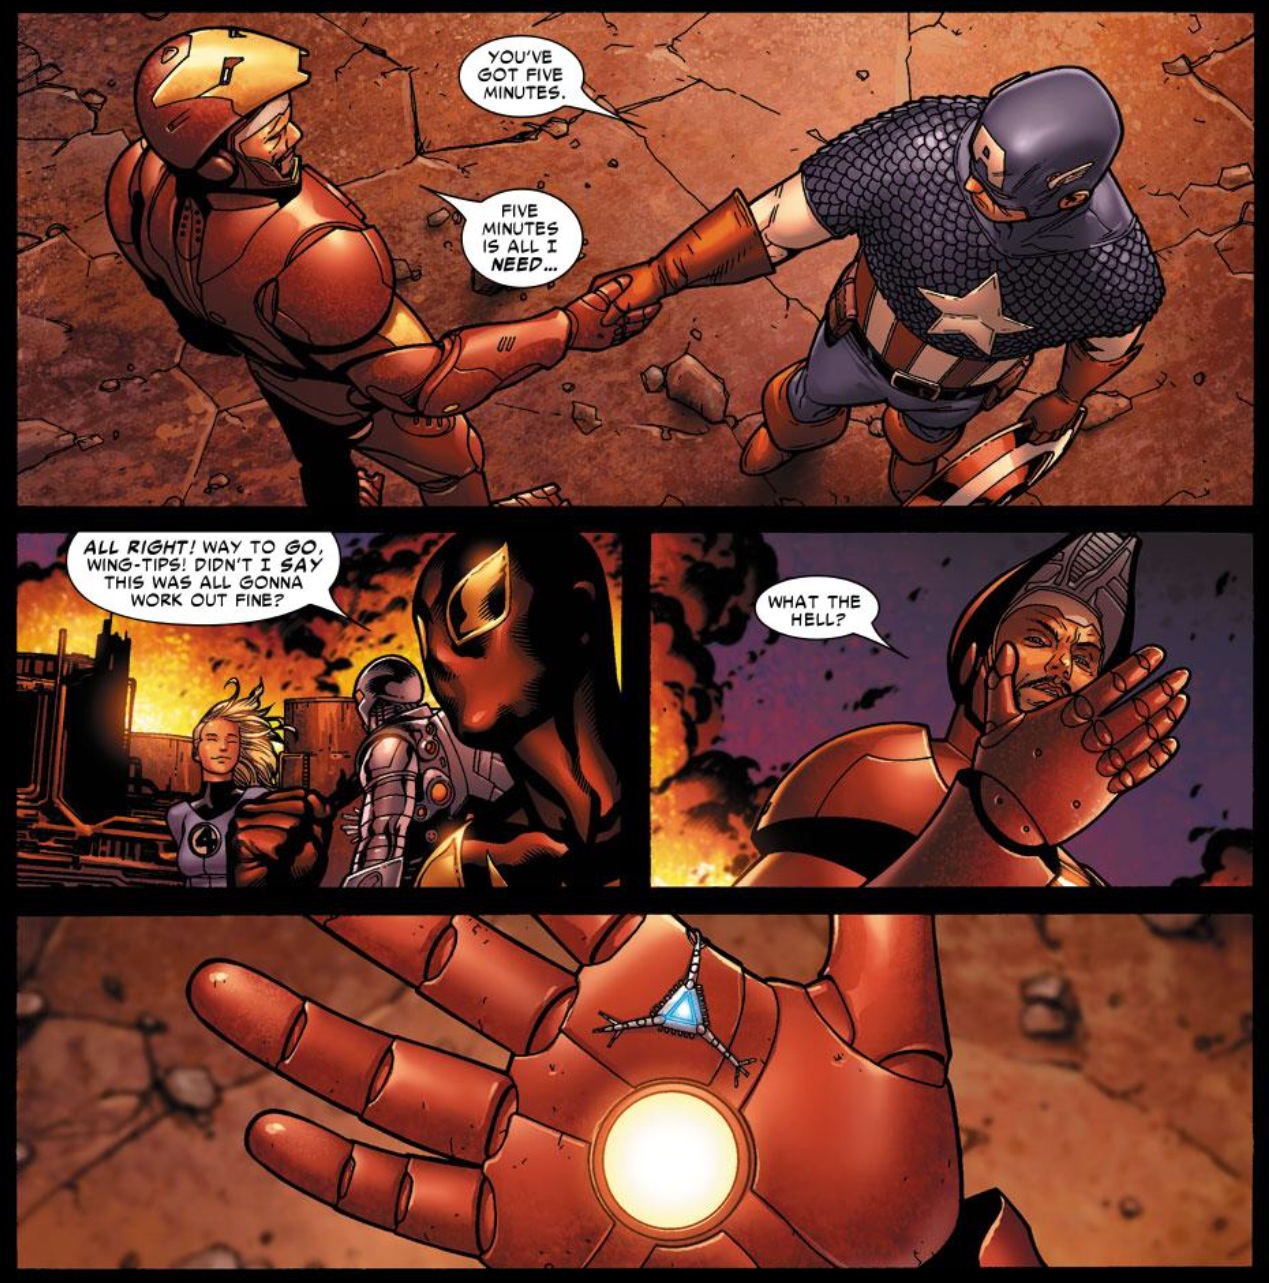 YOU'VE
GOT FIVE
MINUTES.
FIVE
MINUTES
IS ALL I
NEED...
ALL RIGHT! WAY TO GO,
WING-TIPS! DIDN'T I SAY
THIS WAS ALL GONNA
WORK OUT FINE?
4
WHAT THE
HELL?